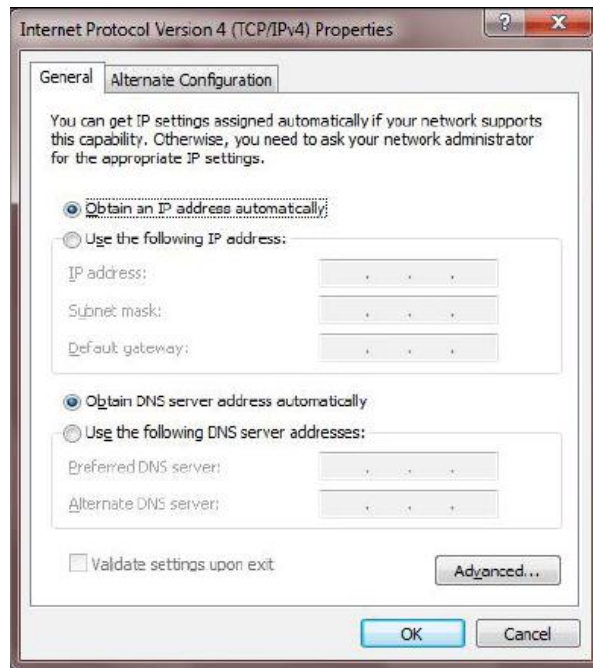 Internet Protocol Version 4 (TCP/IPv4) Properties
General
Alternate Configuration
You can get IP settings assigned automatically if your network supports
this capability. Otherwise, you need to ask your network administrator
for the appropriate IP settings.
Obtain an IP address automatically
Use the following IP address:
IP address:
Subnet mask:
Default gateway:
Obtain DNS server address automatically
Use the following DNS server addresses:
Preferred DNS server:
Alternate DNS server:
Validate settings upon exit
Advanced...
OK
Cancel